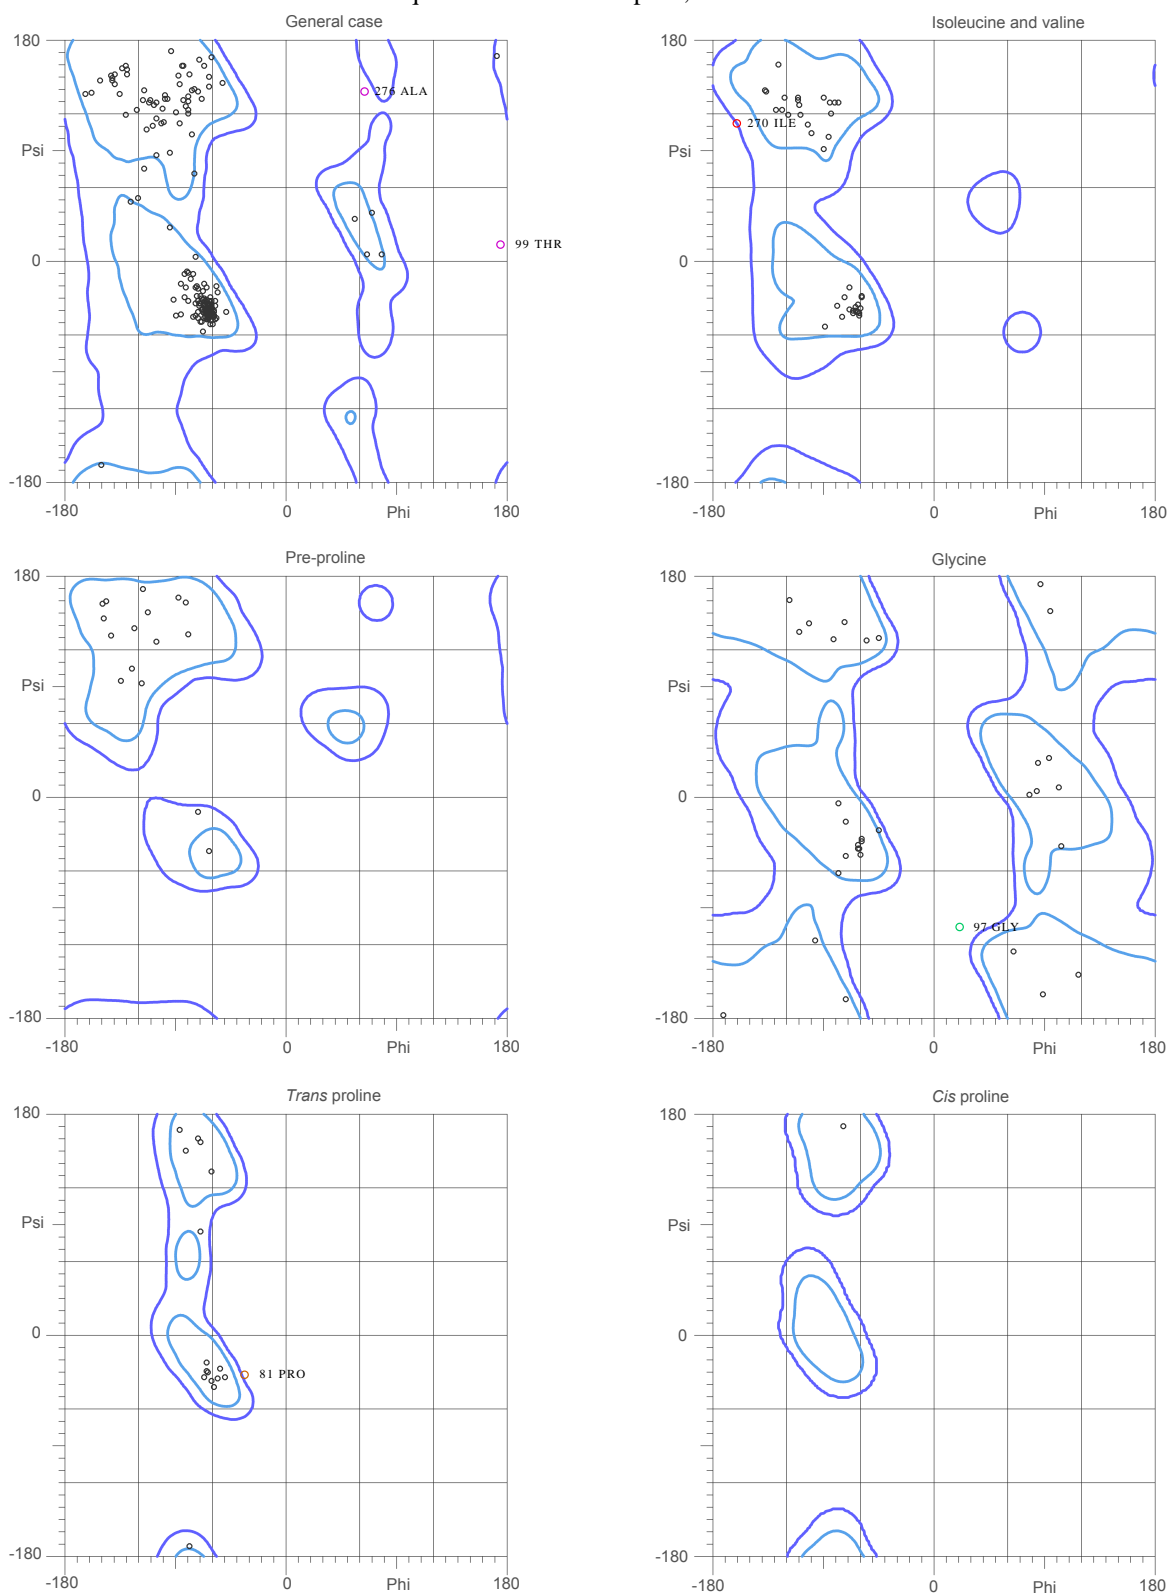 General case
Isoleucine and valine
180
180
276 ALA
270 ILE
Psi
Psi
99 THR
0
0
-180
-180
-180
0
Phi
180
-180
0
Phi
180
Pre-proline
Glycine
180
180
Psi
Psi
0
0
97 GLY
-180
-180
-180
0
Phi
180
-180
0
Phi
180
Trans proline
Cis proline
180
180
Psi
Psi
0
0
81 PRO
-180
-180
-180
0
Phi
180
-180
0
Phi
180